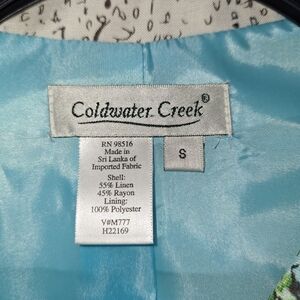 Coldwater Creek®
S
RN 98516
Made in
Sri Lanka of
Imported Fabric
Shell:
55% Linen
45% Rayon
Lining:
100% Polyester
V#M777
H22169